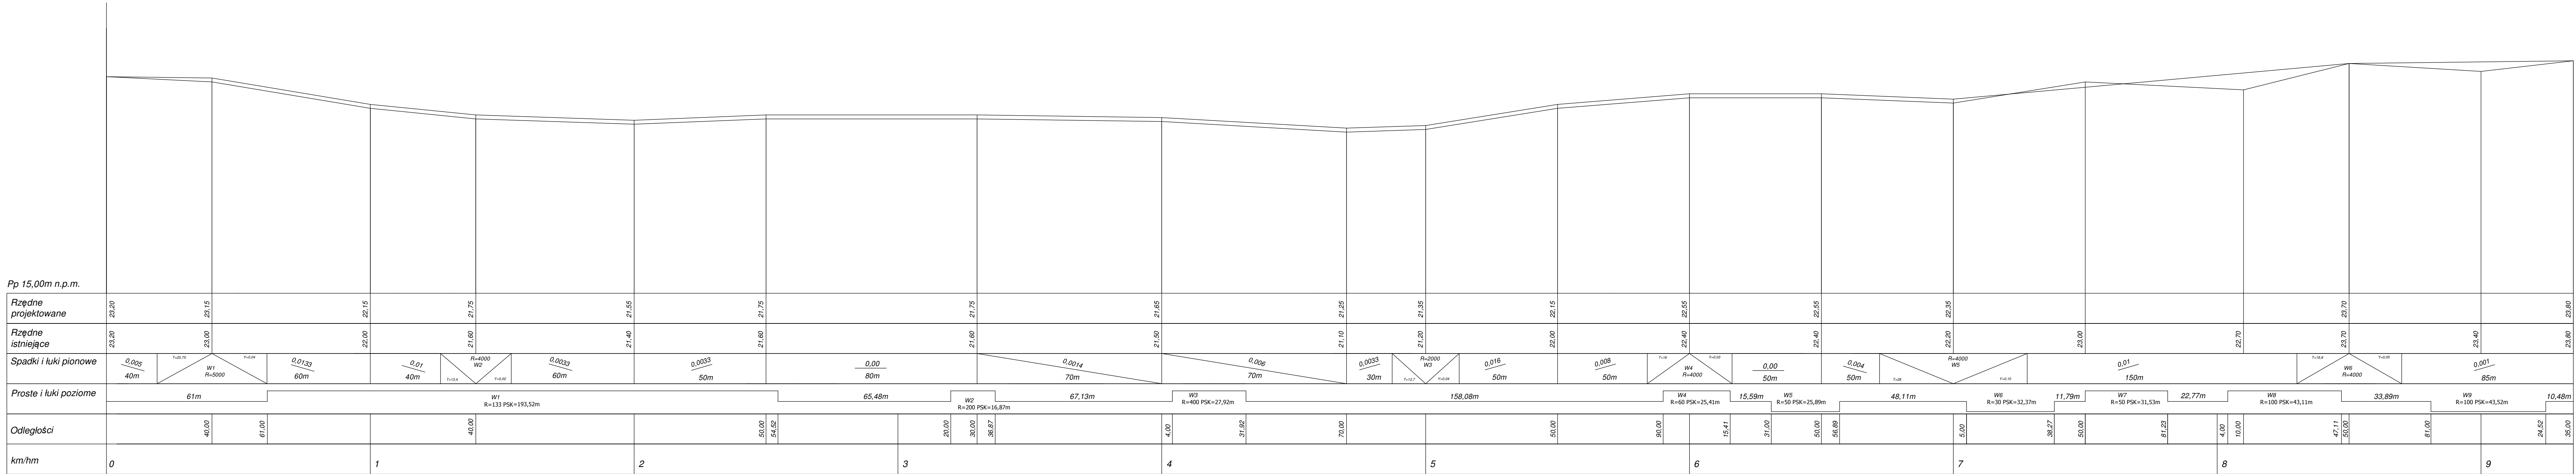 Pp 15,00m n.p.m.
Rzędne
projektowane
23,20 23,15 22,15 21,75 21,55 21,75 21,75 21,65 21,25 21,35 22,15 22,55 22,55 22,35 23,70 23,80
Rzędne
istniejące
23,20 23,00 22,00 21,60 21,40 21,60 21,60 21,50 21,10 21,20 22,00 22,40 22,40 22,20 23,00 22,70 23,70 23,40 23,80
Spadki i łuki pionowe
0,005
40m
W1
R=5000
0,0133
60m
0,01
40m
R=4000
W2
0,0033
60m
0,0033
50m
0,00
80m
0,0014
70m
0,006
70m
0,0033
30m
R=2000
W3
0,016
50m
0,008
50m
W4
R=4000
0,00
50m
0,004
50m
R=4000
W5
0,01
150m
W6
R=4000
0,001
85m
Proste i łuki poziome
61m
W1
R=133 PSK=193,52m
65,48m
W2
R=200 PSK=16,87m
67,13m
W3
R=400 PSK=27,92m
158,08m
W4
R=60 PSK=25,41m
15,59m
W5
R=50 PSK=25,89m
48,11m
W6
R=30 PSK=32,37m
11,79m
W7
R=50 PSK=31,53m
22,77m
W8
R=100 PSK=43,11m
33,89m
W9
R=100 PSK=43,52m
10,48m
Odległości
40,00 61,00 40,00 50,00 54,52 20,00 30,00 36,87 4,00 31,92 70,00 50,00 90,00 15,41 31,00 50,00 56,89 5,00 38,27 50,00 81,23 4,00 10,00 47,11 50,00 81,00 24,52 35,00
km/hm
0 1 2 3 4 5 6 7 8 9